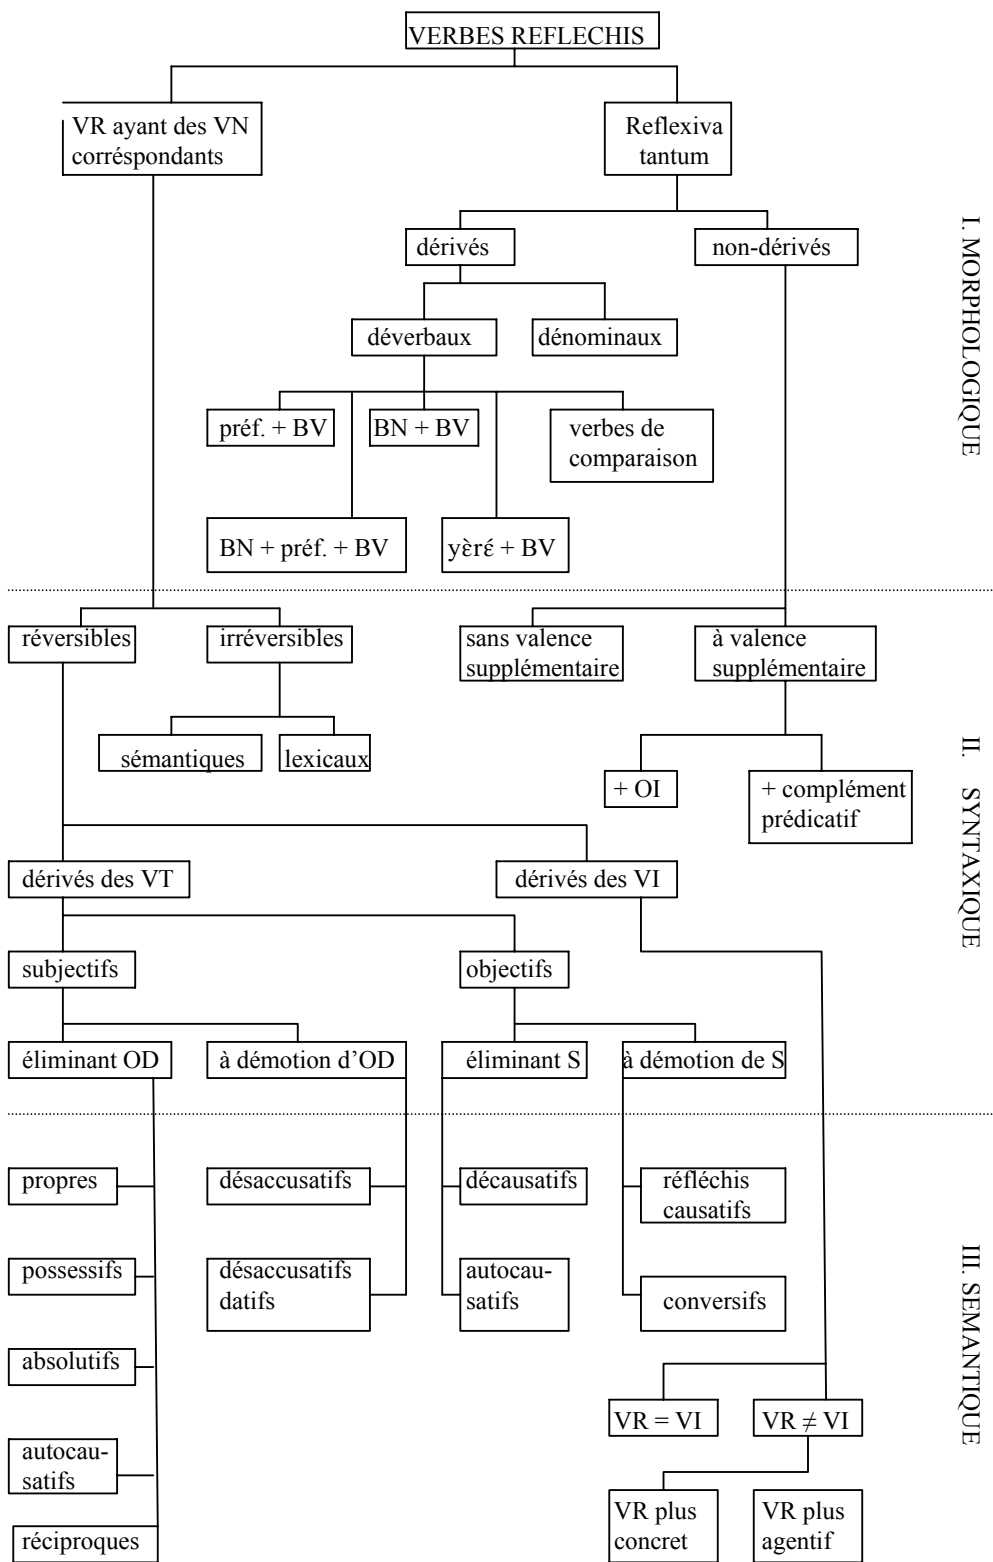 VERBES REFLECHIS
VR ayant des VN
corréspondants
Reflexiva
tantum
dérivés
non-dérivés
déverbaux
dénominaux
préf. + BV
BN + BV
verbes de
comparaison
BN + préf. + BV
yɛ̀rɛ́ + BV
I. MORPHOLOGIQUE
réversibles
irréversibles
sans valence
supplémentaire
à valence
supplémentaire
sémantiques
lexicaux
+ OI
+ complément
prédicatif
dérivés des VT
dérivés des VI
subjectifs
objectifs
éliminant OD
à démotion d’OD
éliminant S
à démotion de S
II. SYNTAXIQUE
propres
désaccusatifs
décausatifs
réfléchis
causatifs
possessifs
désaccusatifs
datifs
autocau-
satifs
conversifs
absolutifs
VR = VI
VR ≠ VI
autocau-
satifs
réciproques
VR plus
concret
VR plus
agentif
III. SEMANTIQUE